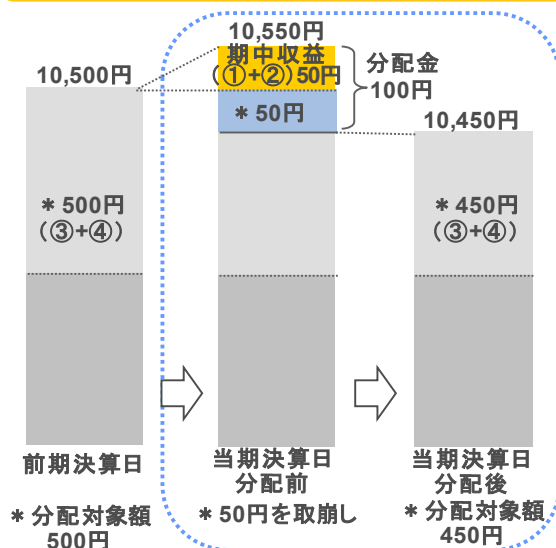 10,550円
10,500円
期中収益
(①+②)50円
分配金
100円
＊50円
10,450円
＊500円
(③+④)
＊450円
(③+④)
前期決算日
当期決算日
分配前
当期決算日
分配後
＊分配対象額
500円
＊50円を取崩し
＊分配対象額
450円